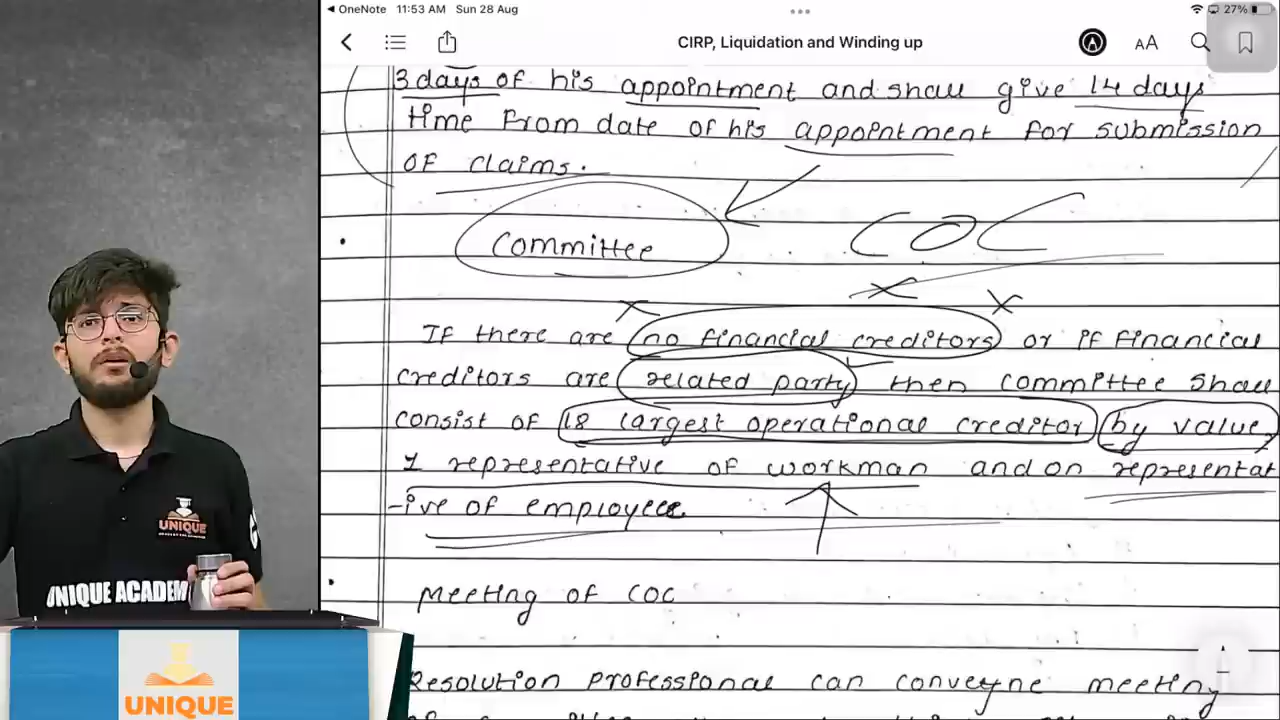 OneNote 11:53 AM Sun 28 Aug
27%
CIRP, Liquidation and Winding up
AA
3 days of his appointment and shall give 14 days
time from date of his appointment for submission
of claims.
committee
COC
If there are no financial creditors or if financial
creditors are related party then committee shall
consist of 18 largest operational creditor by value,
1 representative of workman and on representat
-ive of employee
Meeting of COC
Resolution professional can conveyne meeting
UNIQUE
UNIQUE ACADEM
UNIQUE